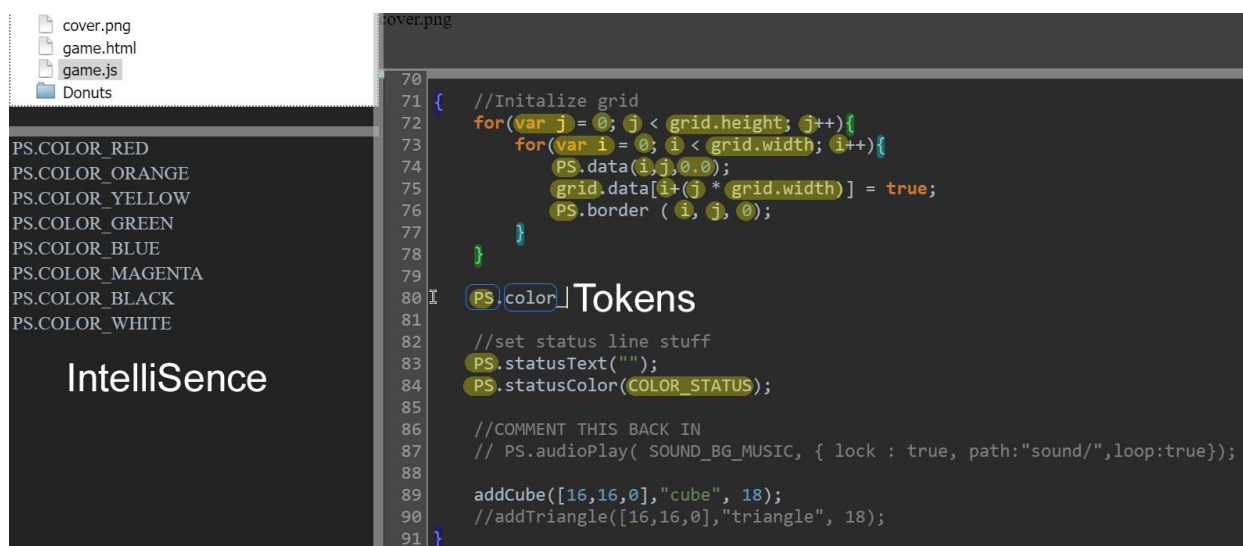 cover.png
game.html
game.js
Donuts
PS.COLOR_RED
PS.COLOR_ORANGE
PS.COLOR_YELLOW
PS.COLOR_GREEN
PS.COLOR_BLUE
PS.COLOR_MAGENTA
PS.COLOR_BLACK
PS.COLOR_WHITE
IntelliSence
cover.png
70
71 { //Initalize grid
72 for(var j = 0; j < grid.height; j++){
73 for(var i = 0; i < grid.width; i++){
74 PS.data(i,j,0.0);
75 grid.data[i+(j * grid.width)] = true;
76 PS.border ( i, j, 0);
77 }
78 }
79
80 PS.color_ Tokens
81
82 //set status line stuff
83 PS.statusText("");
84 PS.statusColor(COLOR_STATUS);
85
86 //COMMENT THIS BACK IN
87 // PS.audioPlay( SOUND_BG_MUSIC, { lock : true, path:"sound/",loop:true});
88
89 addCube([16,16,0],"cube", 18);
90 //addTriangle([16,16,0],"triangle", 18);
91 }